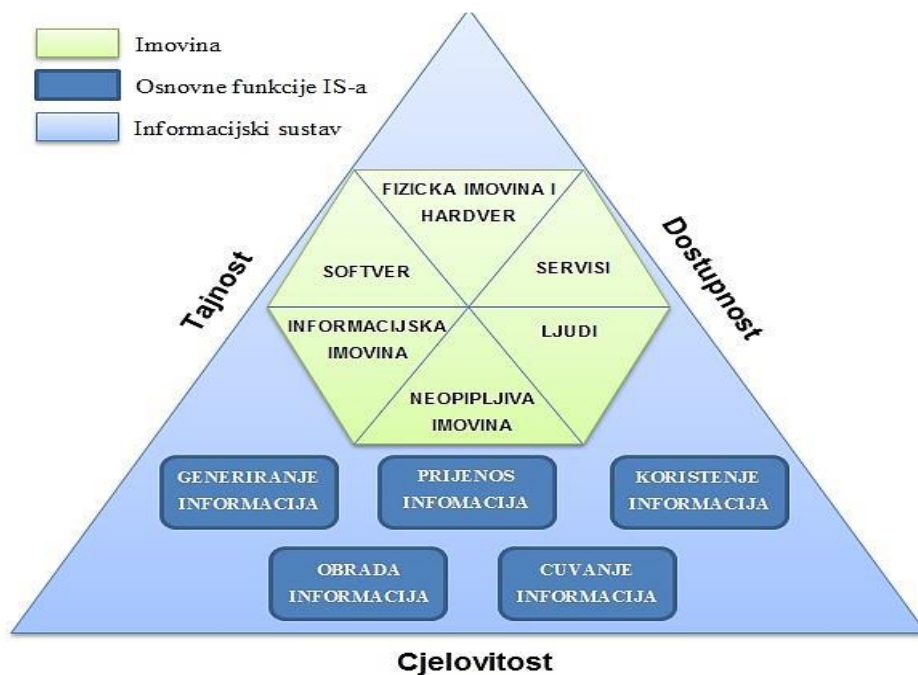 Imovina
Osnovne funkcije IS-a
Informacijski sustav
FIZICKA IMOVINA I
HARDVER
SOFTVER
SERVISI
INFORMACIJSKA
IMOVINA
LJUDI
NEOPIPLJIVA
IMOVINA
Tajnost
Dostupnost
GENERIRANJE
INFORMACIJA
PRIJENOS
INFOMACIJA
KORISTENJE
INFORMACIJA
OBRADA
INFORMACIJA
CUVANJE
INFORMACIJA
Cjelovitost